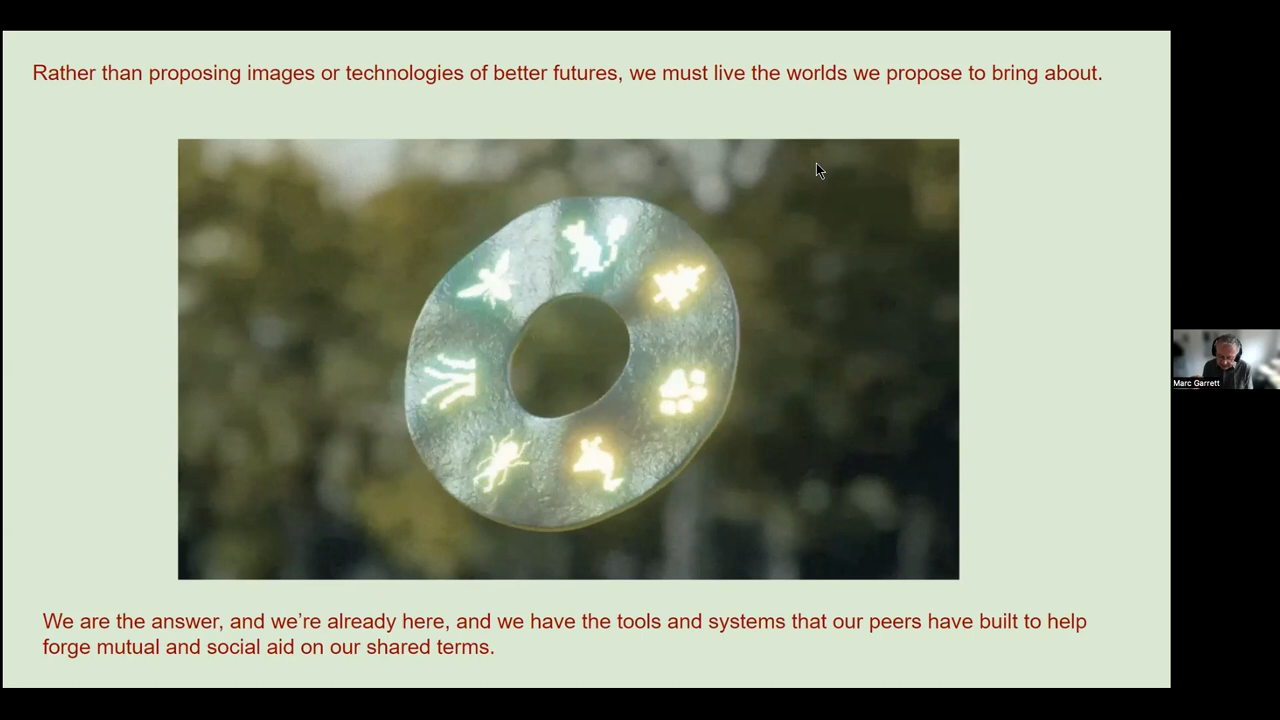 Rather than proposing images or technologies of better futures, we must live the worlds we propose to bring about.
Marc Garrett
We are the answer, and we’re already here, and we have the tools and systems that our peers have built to help
forge mutual and social aid on our shared terms.